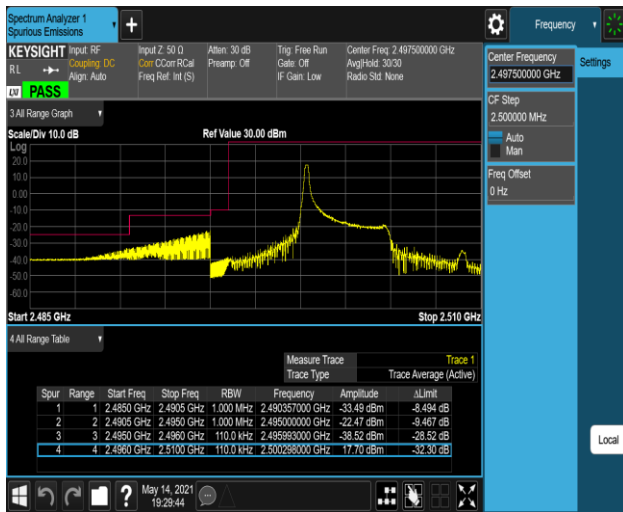 Spectrum Analyzer 1
Spurious Emissions
Frequency
KEYSIGHT Input: RF Input Z: 50 Ω Atten: 30 dB Trig: Free Run Center Freq: 2.497500000 GHz
RL Coupling: DC Corr CCorr RCal Preamp: Off Gate: Off Avg|Hold: 30/30
Align: Auto Freq Ref: Int (S) IF Gain: Low Radio Std: None
LXI PASS
Center Frequency
2.497500000 GHz
Settings
CF Step
2.500000 MHz
Auto
Man
Freq Offset
0 Hz
3 All Range Graph
Scale/Div 10.0 dB Ref Value 30.00 dBm
Log
20.0
10.0
0.00
-10.0
-20.0
-30.0
-40.0
-50.0
-60.0
Start 2.485 GHz Stop 2.510 GHz
4 All Range Table
Measure Trace Trace 1
Trace Type Trace Average (Active)
Spur Range Start Freq Stop Freq RBW Frequency Amplitude ΔLimit
1 1 2.4850 GHz 2.4905 GHz 1.000 MHz 2.490357000 GHz -33.49 dBm -8.494 dB
2 2 2.4905 GHz 2.4950 GHz 1.000 MHz 2.495000000 GHz -22.47 dBm -9.467 dB
3 3 2.4950 GHz 2.4960 GHz 110.0 kHz 2.495993000 GHz -38.52 dBm -28.52 dB
4 4 2.4960 GHz 2.5100 GHz 110.0 kHz 2.500298000 GHz 17.70 dBm -32.30 dB
Local
? May 14, 2021
19:29:44